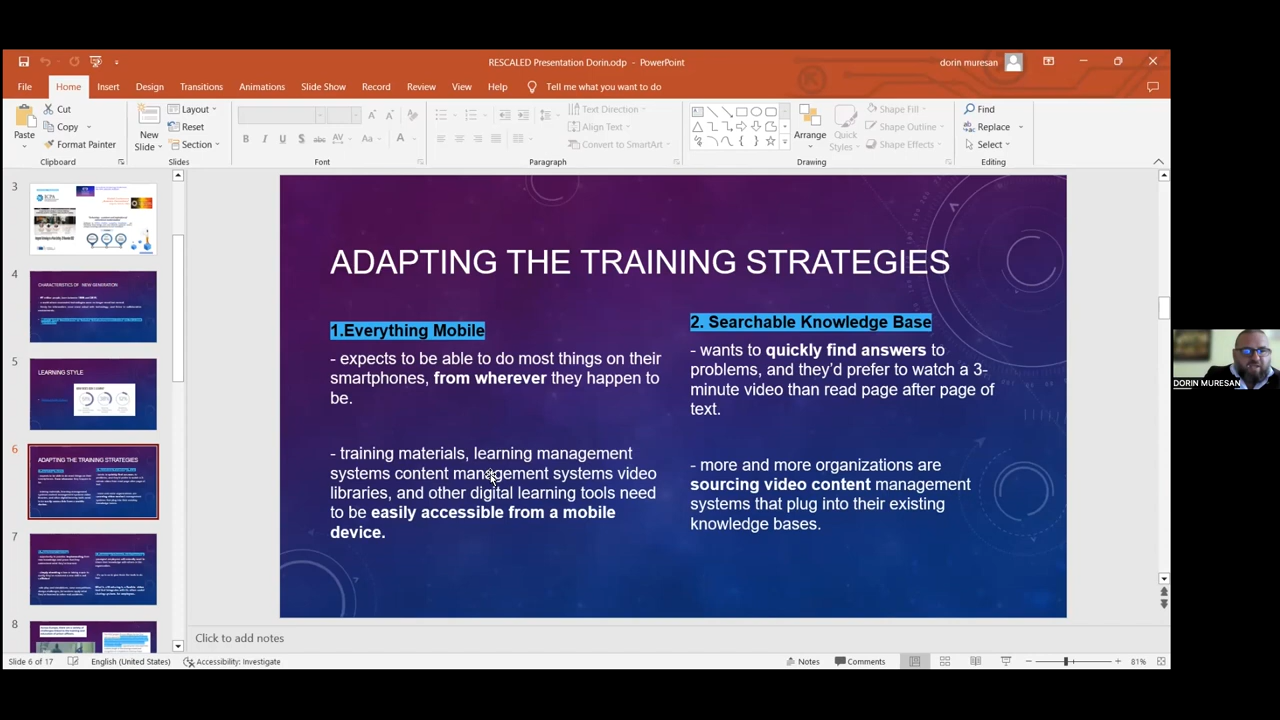 RESCALED Presentation Dorin.odp - PowerPoint
dorin muresan
File Home Insert Design Transitions Animations Slide Show Record Review View Help Tell me what you want to do
Paste
Cut
Copy
Format Painter
Clipboard
New
Slide
Layout
Reset
Section
Slides
B I U S abc AV Aa A
Font
Text Direction
Align Text
Convert to SmartArt
Paragraph
Arrange
Quick
Styles
Shape Fill
Shape Outline
Shape Effects
Drawing
Find
Replace
Select
Editing
3
4
CHARACTERISTICS OF NEW GENERATION
5
LEARNING STYLE
6
ADAPTING THE TRAINING STRATEGIES
7
8
ADAPTING THE TRAINING STRATEGIES
1.Everything Mobile
- expects to be able to do most things on their
smartphones, from wherever they happen to
be.
- training materials, learning management
systems content management systems video
libraries, and other digital learning tools need
to be easily accessible from a mobile
device.
2. Searchable Knowledge Base
- wants to quickly find answers to
problems, and they'd prefer to watch a 3-
minute video than read page after page of
text.
- more and more organizations are
sourcing video content management
systems that plug into their existing
knowledge bases.
DORIN MURESAN
Click to add notes
Slide 6 of 17 English (United States) Accessibility: Investigate Notes Comments 81%